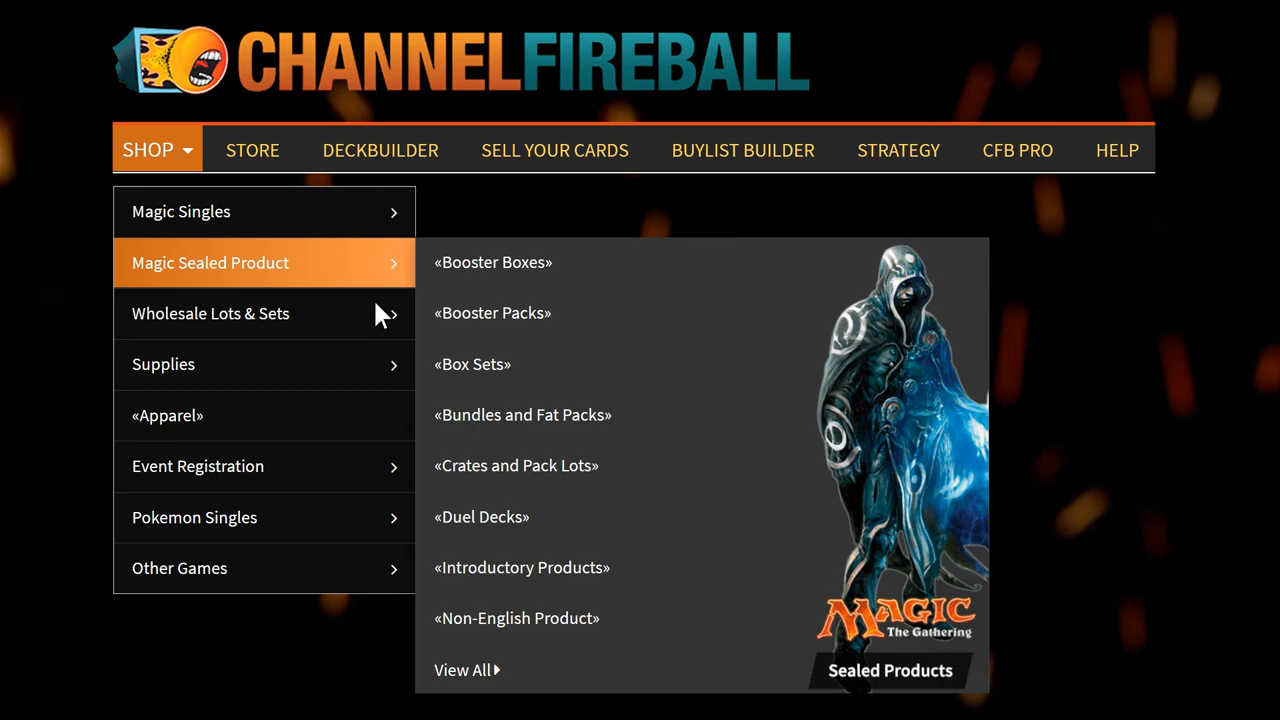 CHANNELFIREBALL
SHOP
STORE
DECKBUILDER
SELL YOUR CARDS
BUYLIST BUILDER
STRATEGY
CFB PRO
HELP
Magic Singles
Magic Sealed Product
Wholesale Lots & Sets
Supplies
«Apparel»
Event Registration
Pokemon Singles
Other Games
«Booster Boxes»
«Booster Packs»
«Box Sets»
«Bundles and Fat Packs»
«Crates and Pack Lots»
«Duel Decks»
«Introductory Products»
«Non-English Product»
View All
MAGIC
The Gathering
Sealed Products